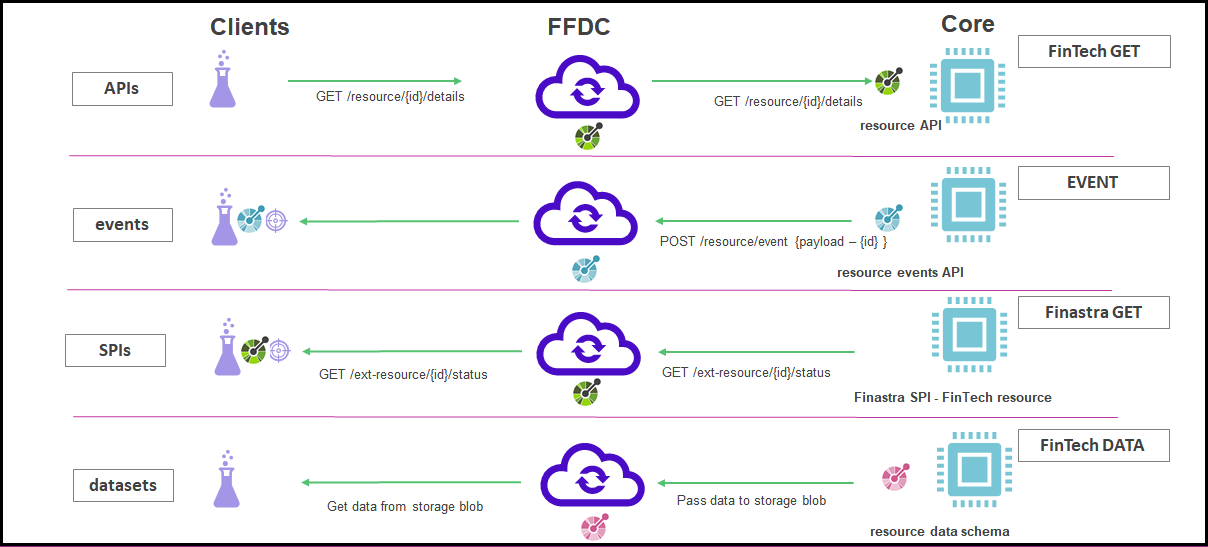 Clients
FFDC
Core
APIs
GET /resource/{id}/details
GET /resource/{id}/details
resource API
FinTech GET
events
POST /resource/event {payload – {id} }
resource events API
EVENT
SPIs
GET /ext-resource/{id}/status
GET /ext-resource/{id}/status
Finastra SPI - FinTech resource
Finastra GET
datasets
Get data from storage blob
Pass data to storage blob
resource data schema
FinTech DATA